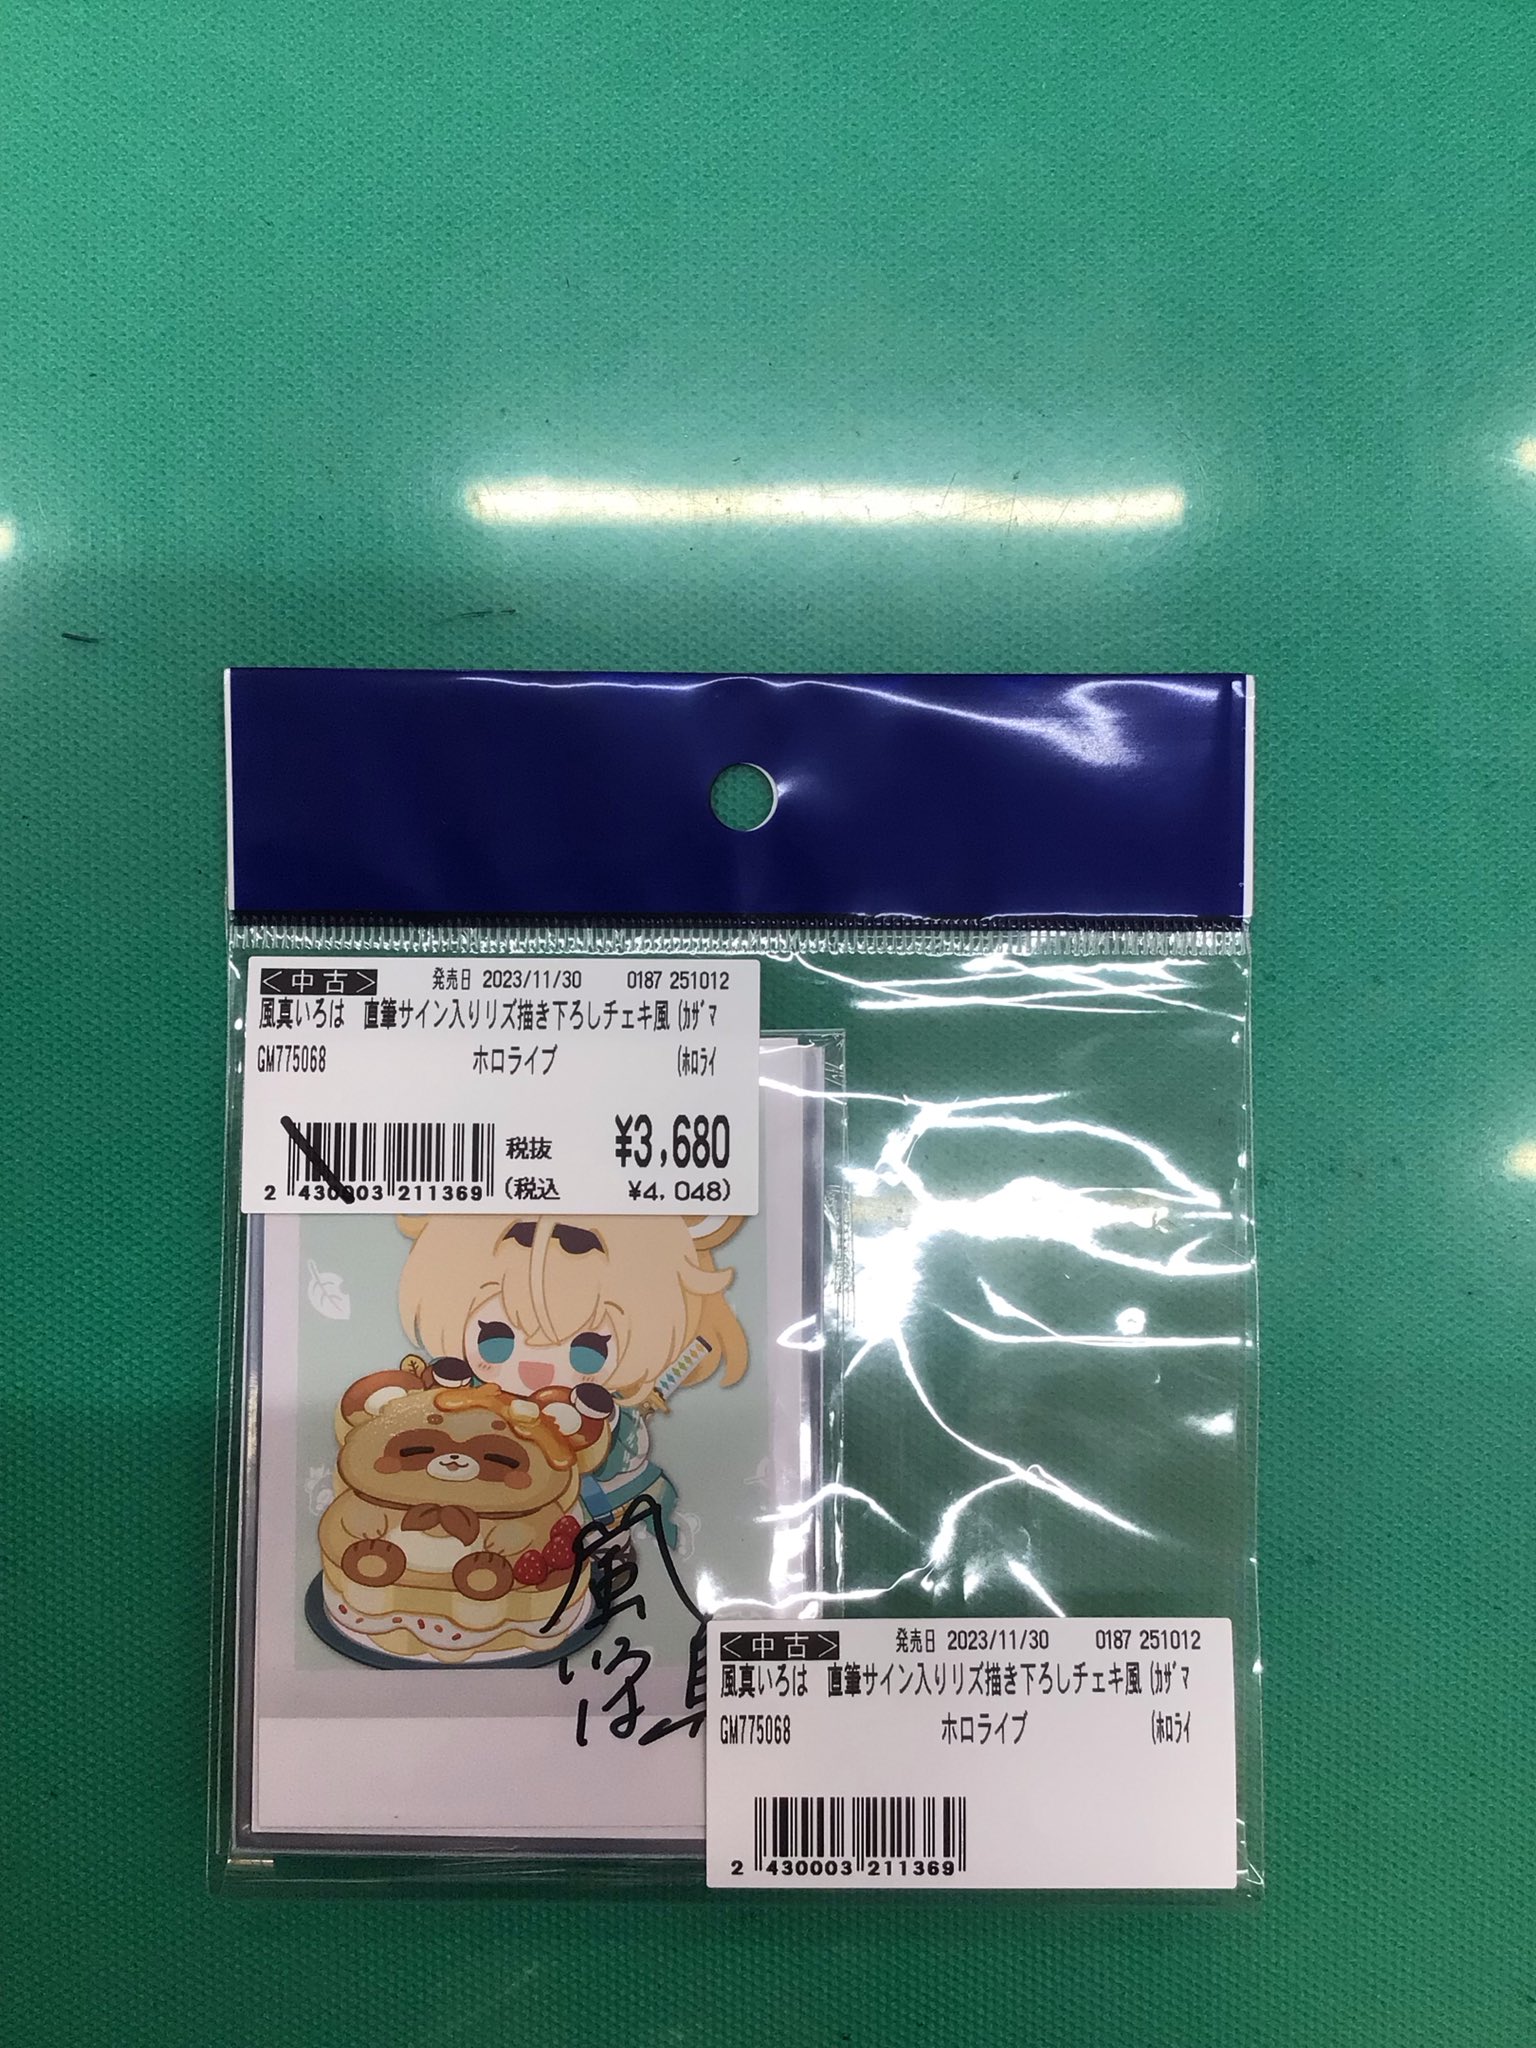 <中古> 発売日 2023/11/30 0187 251012
風真いろは 直筆サイン入りリズ描き下ろしチェキ風 (ｶｻﾞﾏ
GM775068 ホロライブ (ﾎﾛﾗｲ
税抜 ¥3,680
(税込 ¥4,048)
2 430003 211369
風真
いろは
<中古> 発売日 2023/11/30 0187 251012
風真いろは 直筆サイン入りリズ描き下ろしチェキ風 (ｶｻﾞﾏ
GM775068 ホロライブ (ﾎﾛﾗｲ
2 430003 211369